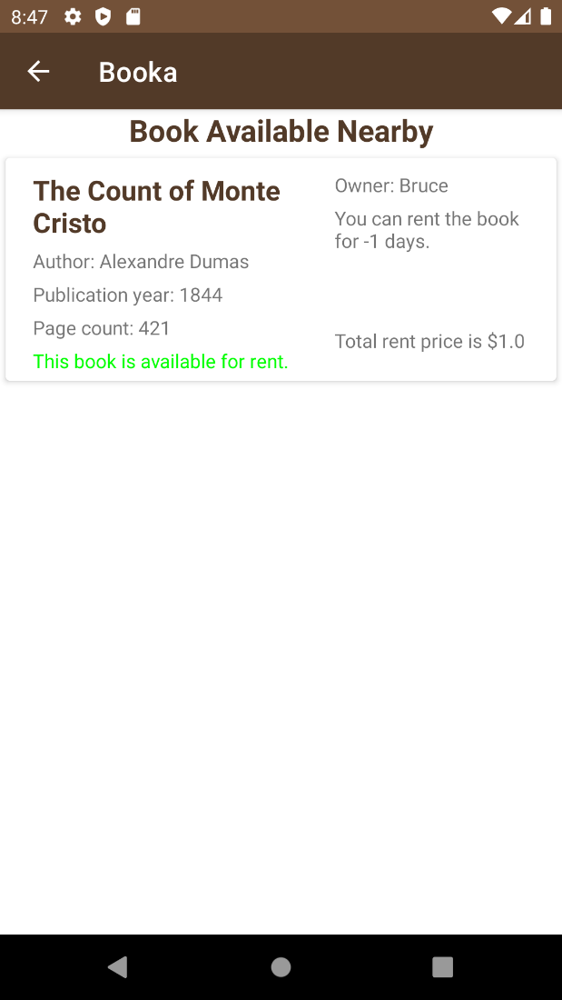 8:47
Booka
Book Available Nearby
The Count of Monte
Cristo
Author: Alexandre Dumas
Publication year: 1844
Page count: 421
This book is available for rent.
Owner: Bruce
You can rent the book
for -1 days.
Total rent price is $1.0